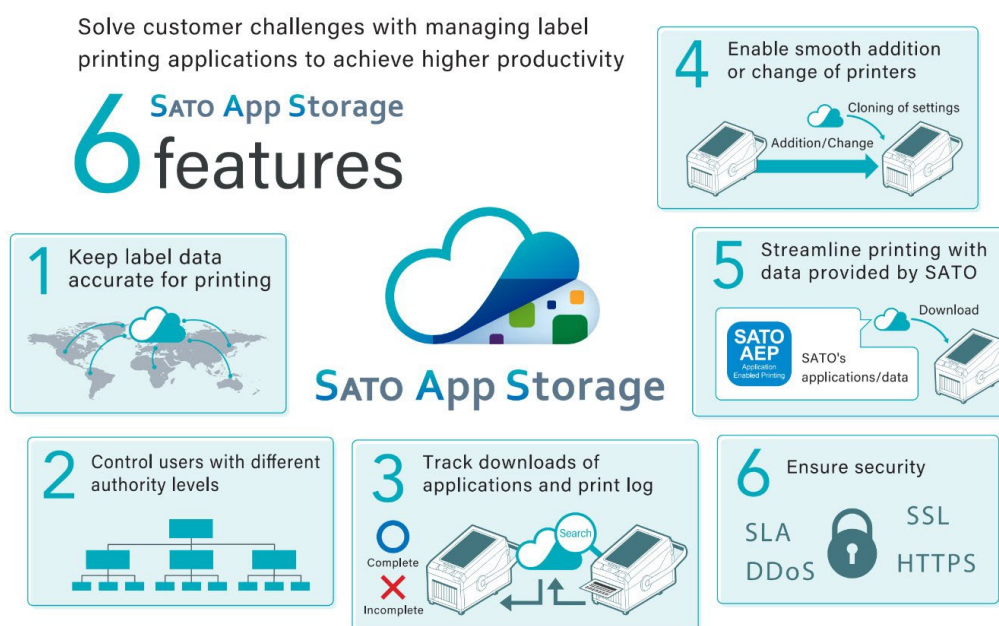 Solve customer challenges with managing label
printing applications to achieve higher productivity
6
SATO App Storage
features
SATO App Storage
1
Keep label data
accurate for printing
2
Control users with different
authority levels
3
Track downloads of
applications and print log
Complete
Incomplete
Search
4
Enable smooth addition
or change of printers
Cloning of settings
Addition/Change
5
Streamline printing with
data provided by SATO
Download
SATO
AEP
Application
Enabled Printing
SATO's
applications/data
6
Ensure security
SLA
SSL
DDoS
HTTPS